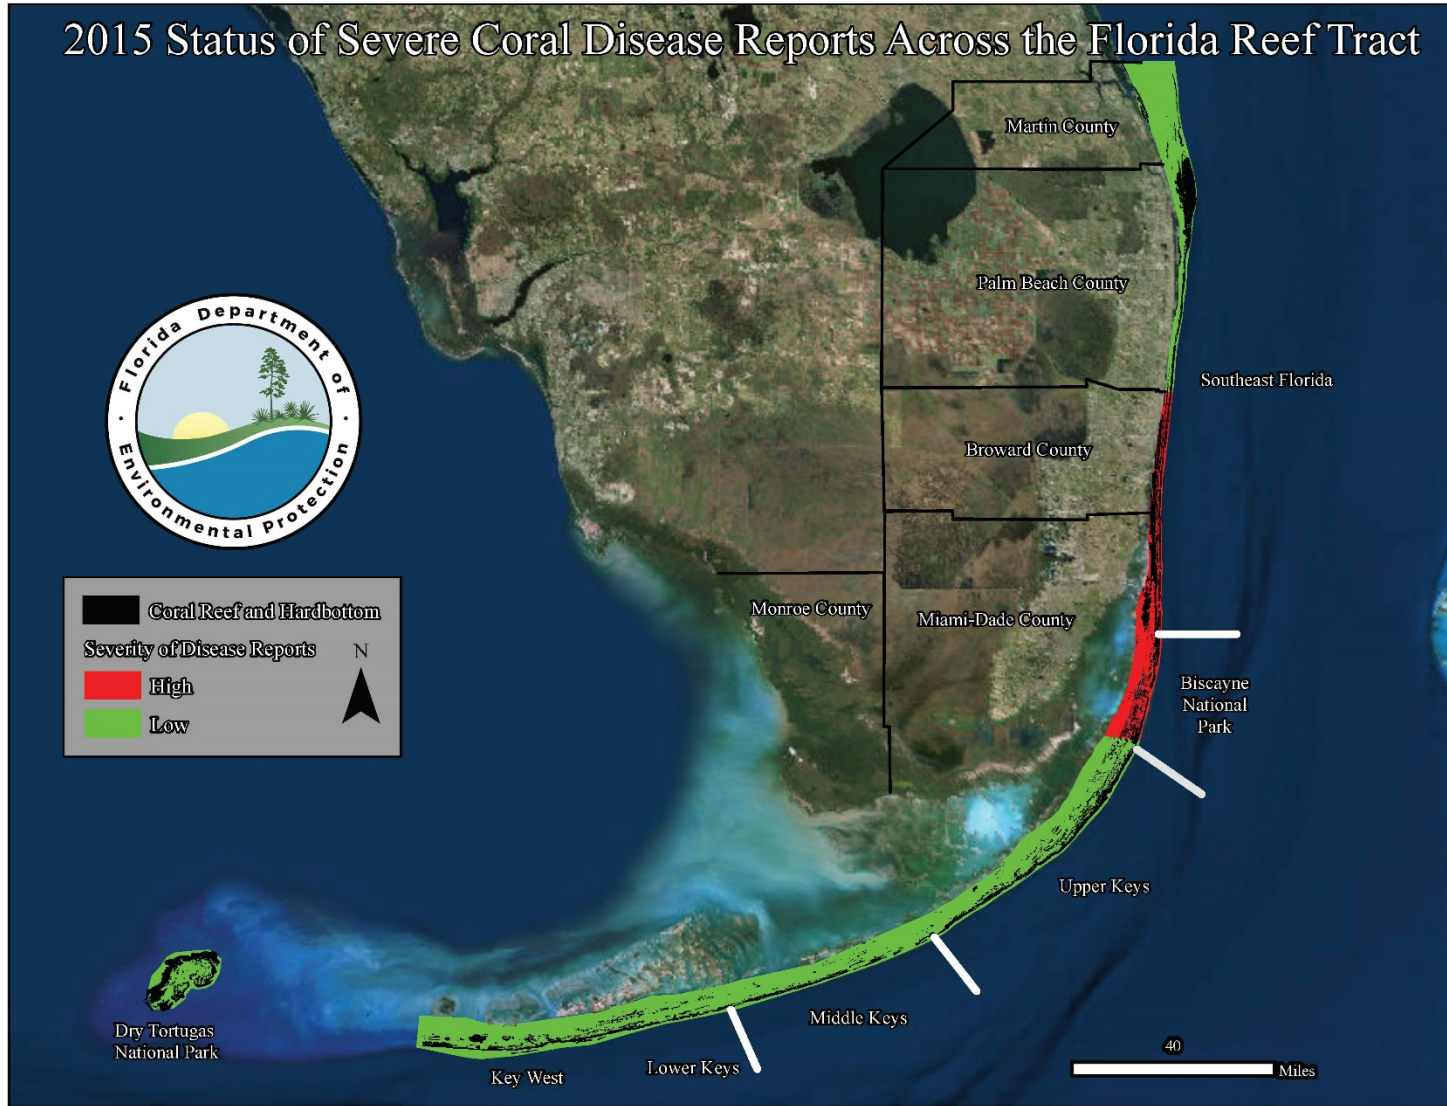 2015 Status of Severe Coral Disease Reports Across the Florida Reef Tract
Martin County
Palm Beach County
Southeast Florida
Broward County
Florida Department of
Environmental Protection
Coral Reef and Hardbottom
Severity of Disease Reports
N
High
Low
Monroe County
Miami-Dade County
Biscayne
National
Park
Upper Keys
Middle Keys
Lower Keys
Key West
Dry Tortugas
National Park
40
Miles